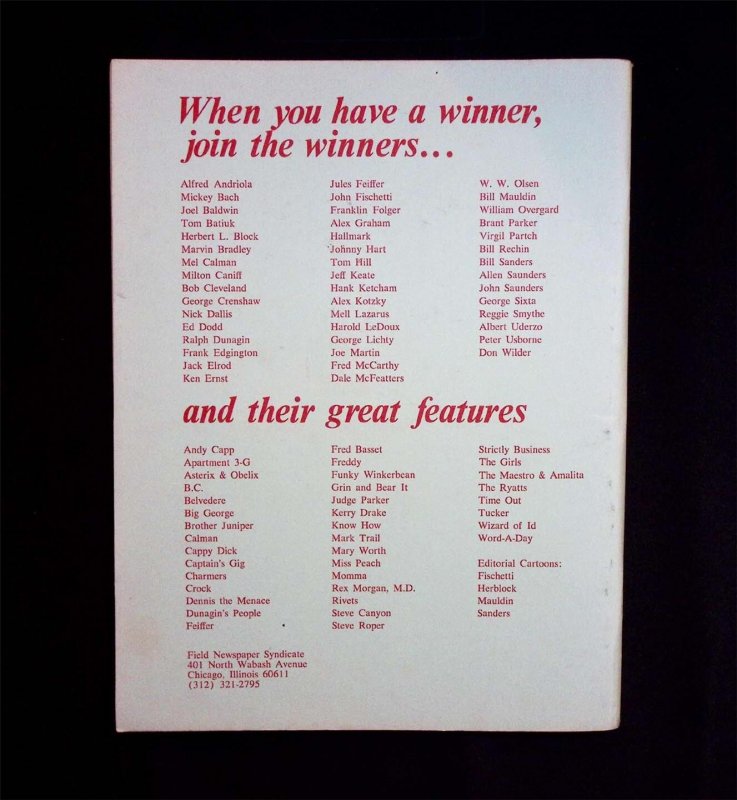 When you have a winner,
join the winners...
Alfred Andriola
Mickey Bach
Joel Baldwin
Tom Batiuk
Herbert L. Block
Marvin Bradley
Mel Calman
Milton Caniff
Bob Cleveland
George Crenshaw
Nick Dallis
Ed Dodd
Ralph Dunagin
Frank Edgington
Jack Elrod
Ken Ernst
Jules Feiffer
John Fischetti
Franklin Folger
Alex Graham
Hallmark
Johnny Hart
Tom Hill
Jeff Keate
Hank Ketcham
Alex Kotzky
Mell Lazarus
Harold LeDoux
George Lichty
Joe Martin
Fred McCarthy
Dale McFeatters
W. W. Olsen
Bill Mauldin
William Overgard
Brant Parker
Virgil Partch
Bill Rechin
Bill Sanders
Allen Saunders
John Saunders
George Sixta
Reggie Smythe
Albert Uderzo
Peter Usborne
Don Wilder
and their great features
Andy Capp
Apartment 3-G
Asterix & Obelix
B.C.
Belvedere
Big George
Brother Juniper
Calman
Cappy Dick
Captain's Gig
Charmers
Crock
Dennis the Menace
Dunagin's People
Feiffer
Fred Basset
Freddy
Funky Winkerbean
Grin and Bear It
Judge Parker
Kerry Drake
Know How
Mark Trail
Mary Worth
Miss Peach
Momma
Rex Morgan, M.D.
Rivets
Steve Canyon
Steve Roper
Strictly Business
The Girls
The Maestro & Amalita
The Ryatts
Time Out
Tucker
Wizard of Id
Word-A-Day
Editorial Cartoons:
Fischetti
Herblock
Mauldin
Sanders
Field Newspaper Syndicate
401 North Wabash Avenue
Chicago, Illinois 60611
(312) 321-2795